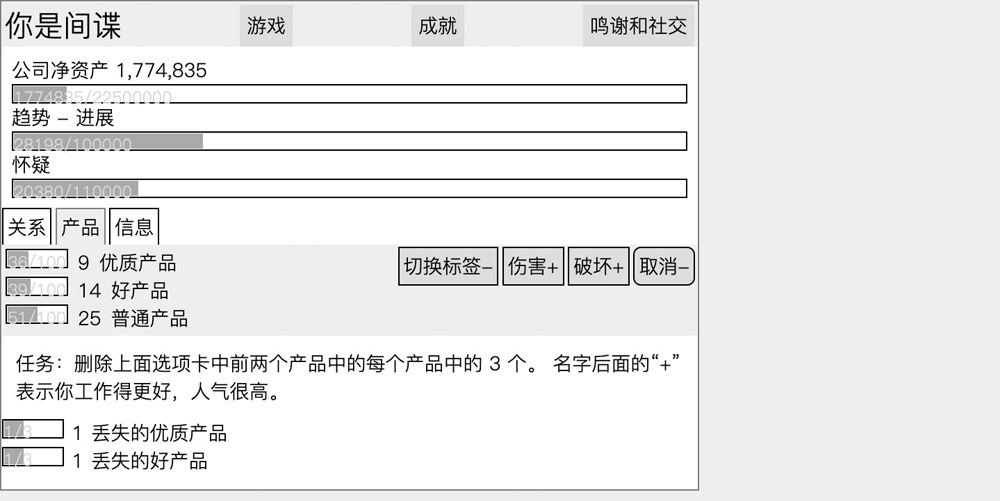 你是间谍 游戏 成就 鸣谢和社交
公司净资产 1,774,835
1774835/22500000
趋势 – 进展
28198/100000
怀疑
20380/110000
关系 产品 信息
36/100 9 优质产品 切换标签– 伤害+ 破坏+ 取消–
39/100 14 好产品
51/100 25 普通产品
任务：删除上面选项卡中前两个产品中的每个产品中的 3 个。 名字后面的“+”
表示你工作得更好，人气很高。
1/3 1 丢失的优质产品
1/3 1 丢失的好产品